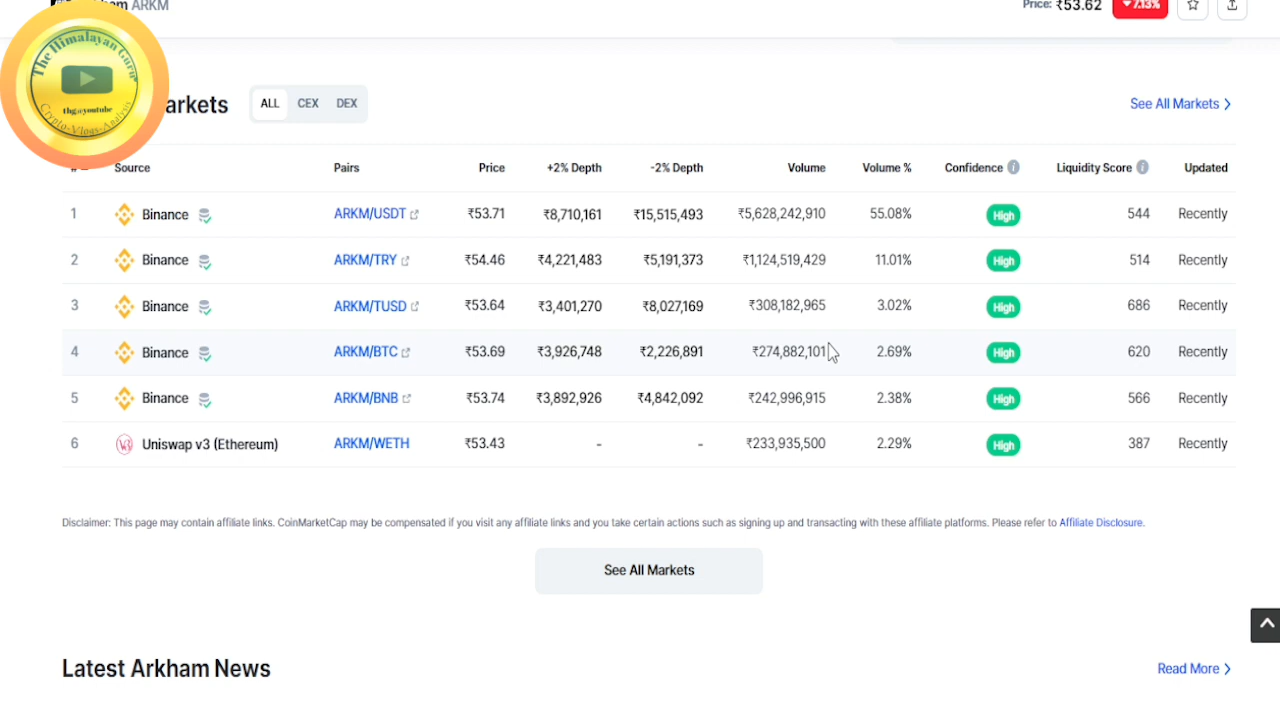 ARKM
Price: ₹53.62 7.13%
The Himalayan Guru
thg@youtube
Crypto-Vlogs-Analysis
arkets ALL CEX DEX See All Markets
# Source Pairs Price +2% Depth -2% Depth Volume Volume % Confidence Liquidity Score Updated
1 Binance ARKM/USDT ₹53.71 ₹8,710,161 ₹15,515,493 ₹5,628,242,910 55.08% High 544 Recently
2 Binance ARKM/TRY ₹54.46 ₹4,221,483 ₹5,191,373 ₹1,124,519,429 11.01% High 514 Recently
3 Binance ARKM/TUSD ₹53.64 ₹3,401,270 ₹8,027,169 ₹308,182,965 3.02% High 686 Recently
4 Binance ARKM/BTC ₹53.69 ₹3,926,748 ₹2,226,891 ₹274,882,101 2.69% High 620 Recently
5 Binance ARKM/BNB ₹53.74 ₹3,892,926 ₹4,842,092 ₹242,996,915 2.38% High 566 Recently
6 Uniswap v3 (Ethereum) ARKM/WETH ₹53.43 - - ₹233,935,500 2.29% High 387 Recently
Disclaimer: This page may contain affiliate links. CoinMarketCap may be compensated if you visit any affiliate links and you take certain actions such as signing up and transacting with these affiliate platforms. Please refer to Affiliate Disclosure.
See All Markets
Latest Arkham News Read More